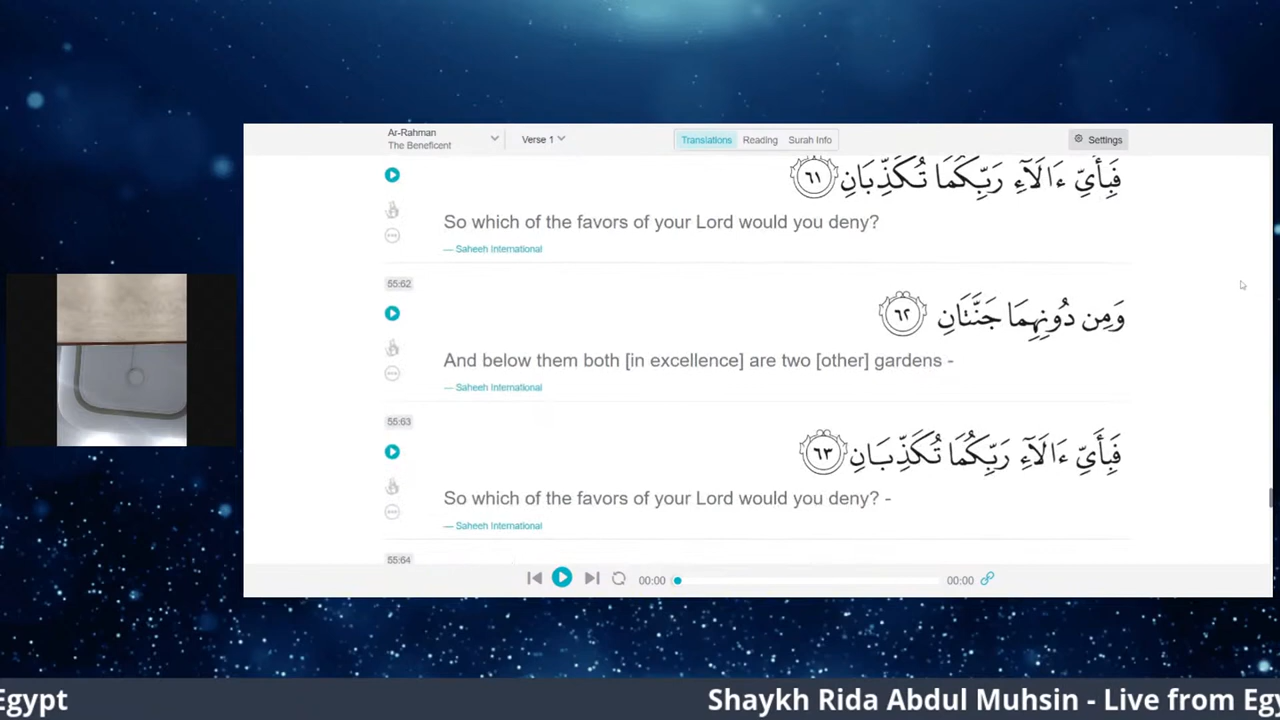 Ar-Rahman
The Beneficent
Verse 1
Translations
Reading
Surah Info
Settings
فَبِأَيِّ ءَالَآءِ رَبِّكُمَا تُكَذِّبَانِ ٦١
So which of the favors of your Lord would you deny?
— Saheeh International
55:62
وَمِن دُونِهِمَا جَنَّتَانِ ٦٢
And below them both [in excellence] are two [other] gardens -
— Saheeh International
55:63
فَبِأَيِّ ءَالَآءِ رَبِّكُمَا تُكَذِّبَانِ ٦٣
So which of the favors of your Lord would you deny? -
— Saheeh International
55:64
00:00
00:00
Egypt
Shaykh Rida Abdul Muhsin - Live from Egy